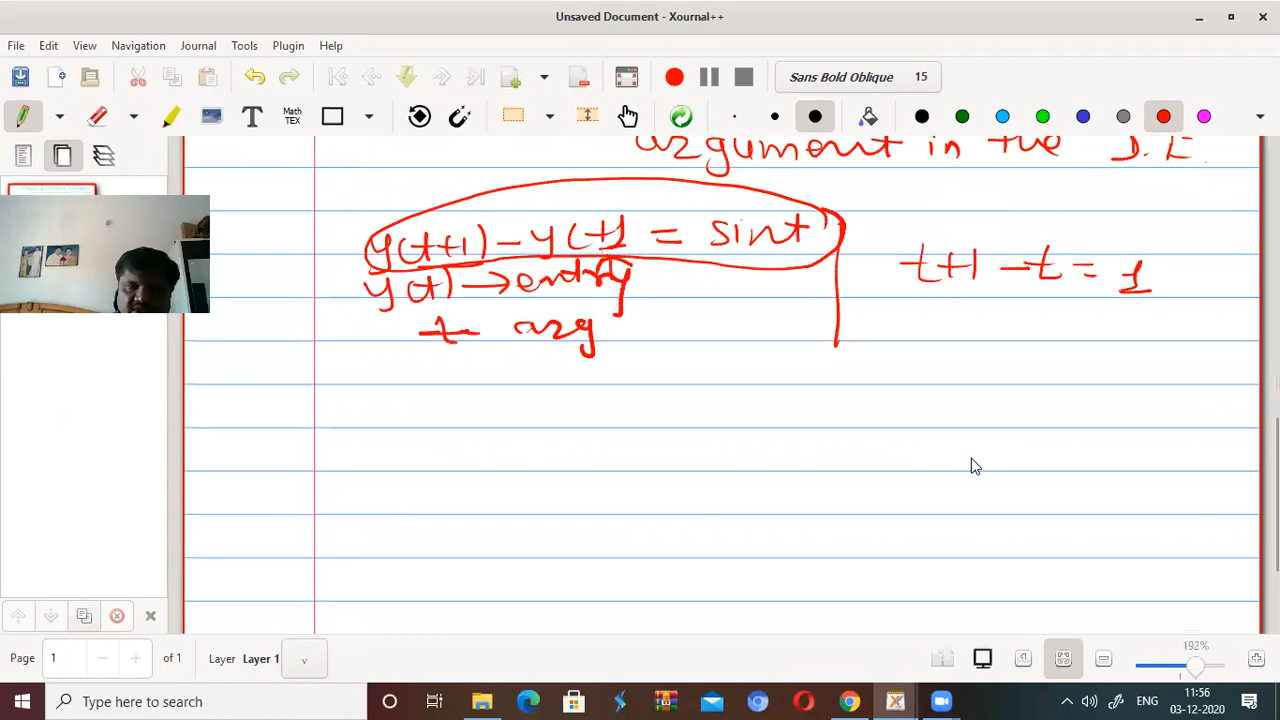 Unsaved Document - Xournal++
File Edit View Navigation Journal Tools Plugin Help
Sans Bold Oblique 15
Math
TEX
argument in the D.E.
y(t+1) - y(t) = sint
t+1 - t = 1
y(t) → entity
t arg
Page 1 of 1 Layer Layer 1
192%
Type here to search
ENG
11:56
03-12-2020